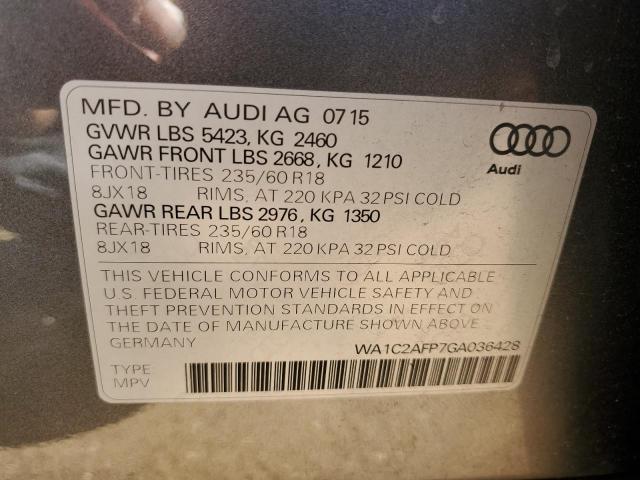 MFD. BY AUDI AG 07 15
GVWR LBS 5423, KG 2460
GAWR FRONT LBS 2668, KG 1210
FRONT-TIRES 235/60 R18
8JX18 RIMS, AT 220 KPA 32 PSI COLD
GAWR REAR LBS 2976, KG 1350
REAR-TIRES 235/60 R18
8JX18 RIMS, AT 220 KPA 32 PSI COLD
Audi
THIS VEHICLE CONFORMS TO ALL APPLICABLE
U.S. FEDERAL MOTOR VEHICLE SAFETY AND
THEFT PREVENTION STANDARDS IN EFFECT ON
THE DATE OF MANUFACTURE SHOWN ABOVE
GERMANY WA1C2AFP7GA036428
TYPE
MPV